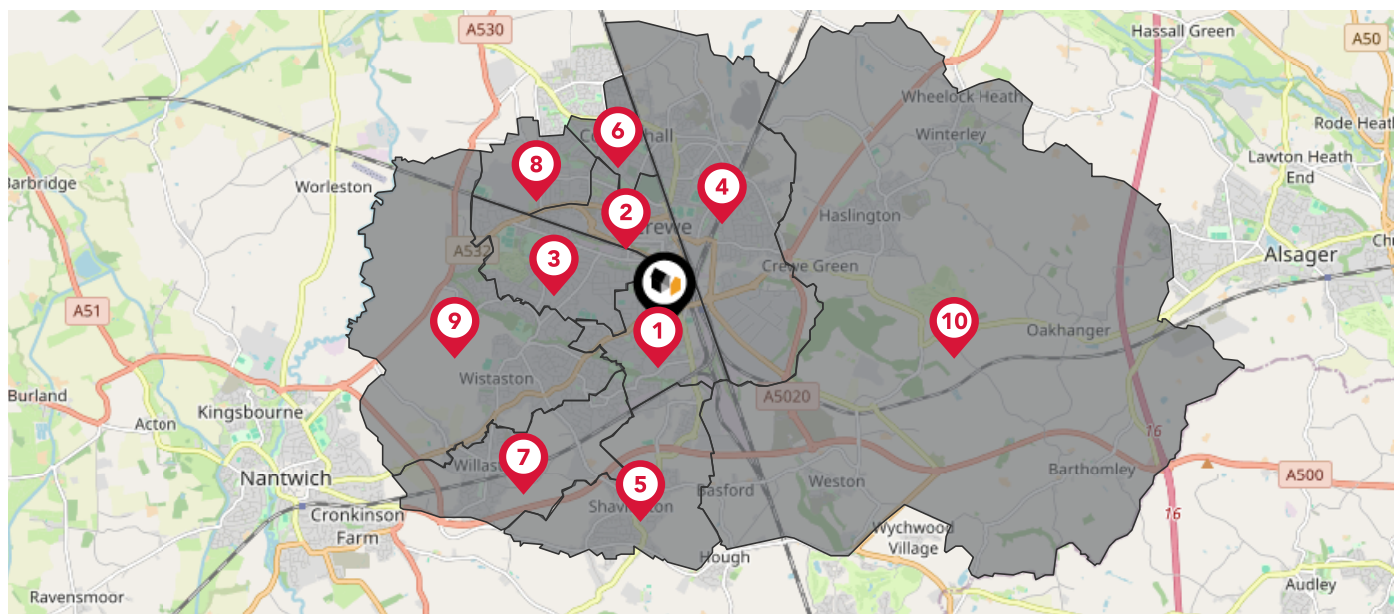 A530
Hassall Green
A50
Wheelock Heath
6
Winterley
Rode Heath
8
Lawton Heath
End
Barbridge
Worleston
4
2
Haslington
Crewe
A532
3
Crewe Green
Alsager
A51
9
1
10
Oakhanger
Wistaston
Burland
Kingsbourne
A5020
Acton
16
7
Barthomley
A500
Nantwich
5
Weston
Basford
Shavington
16
Cronkinson
Farm
Wychwood
Village
Hough
Audley
Ravensmoor